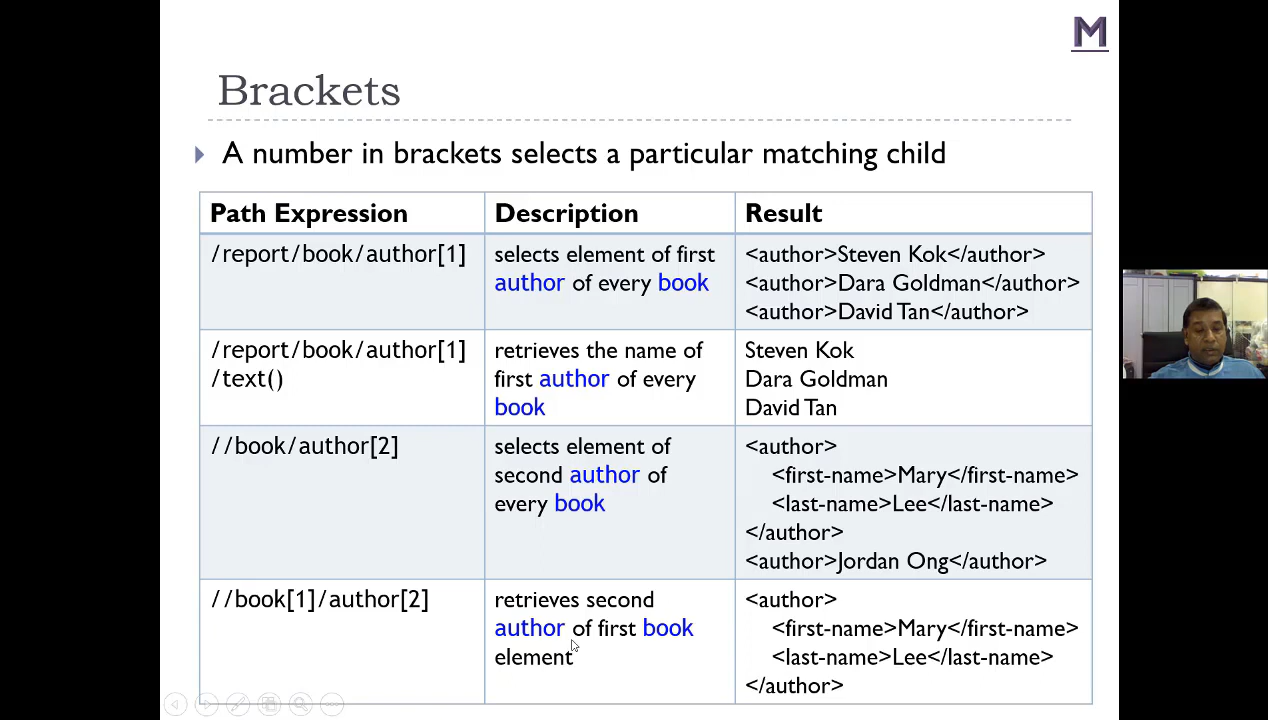 M
Brackets
A number in brackets selects a particular matching child
Path Expression Description Result
/report/book/author[1]
selects element of first
author of every book
<author>Steven Kok</author>
<author>Dara Goldman</author>
<author>David Tan</author>
/report/book/author[1]
/text()
retrieves the name of
first author of every
book
Steven Kok
Dara Goldman
David Tan
//book/author[2]
selects element of
second author of
every book
<author>
<first-name>Mary</first-name>
<last-name>Lee</last-name>
</author>
<author>Jordan Ong</author>
//book[1]/author[2]
retrieves second
author of first book
element
<author>
<first-name>Mary</first-name>
<last-name>Lee</last-name>
</author>